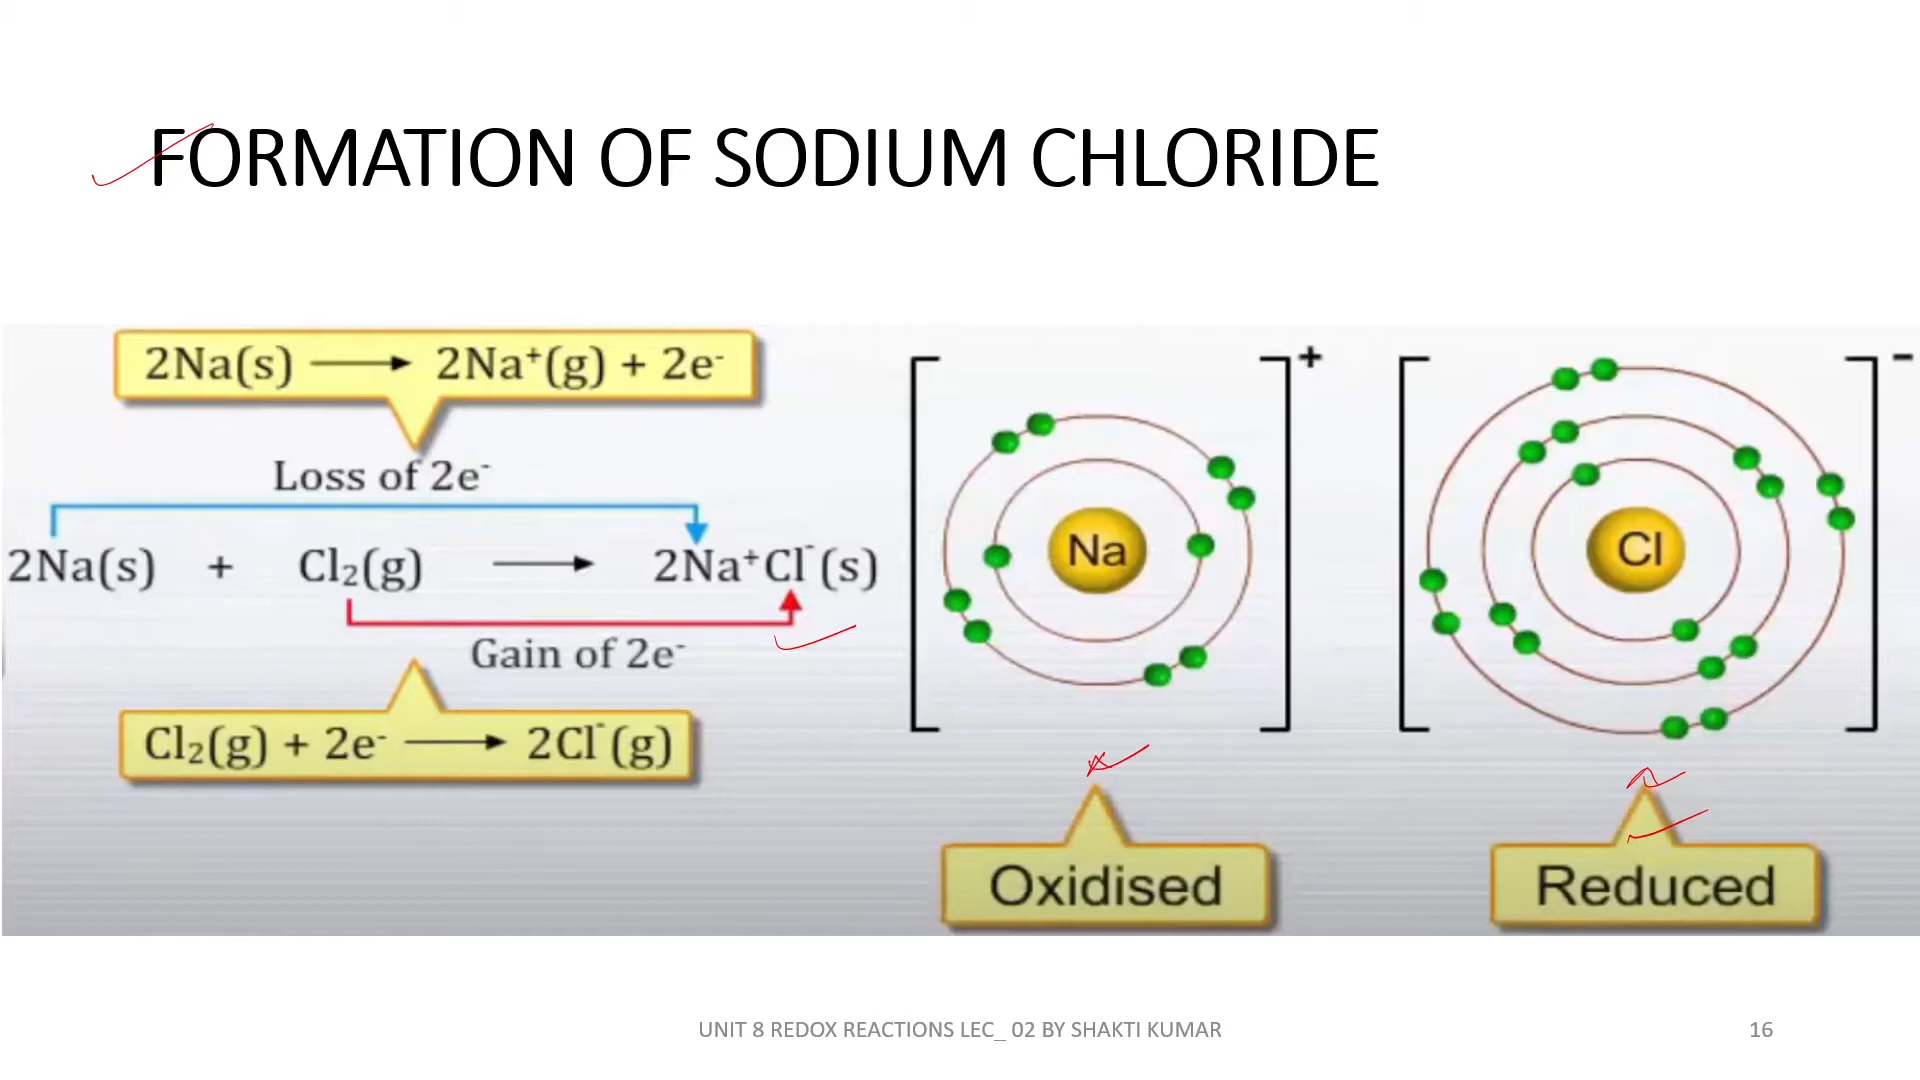 FORMATION OF SODIUM CHLORIDE
2Na(s) ⟶ 2Na⁺(g) + 2e⁻
Loss of 2e⁻
2Na(s) + Cl₂(g) ⟶ 2Na⁺Cl⁻(s)
Gain of 2e⁻
Cl₂(g) + 2e⁻ ⟶ 2Cl⁻(g)
+
Na
Oxidised
-
Cl
Reduced
UNIT 8 REDOX REACTIONS LEC_ 02 BY SHAKTI KUMAR
16